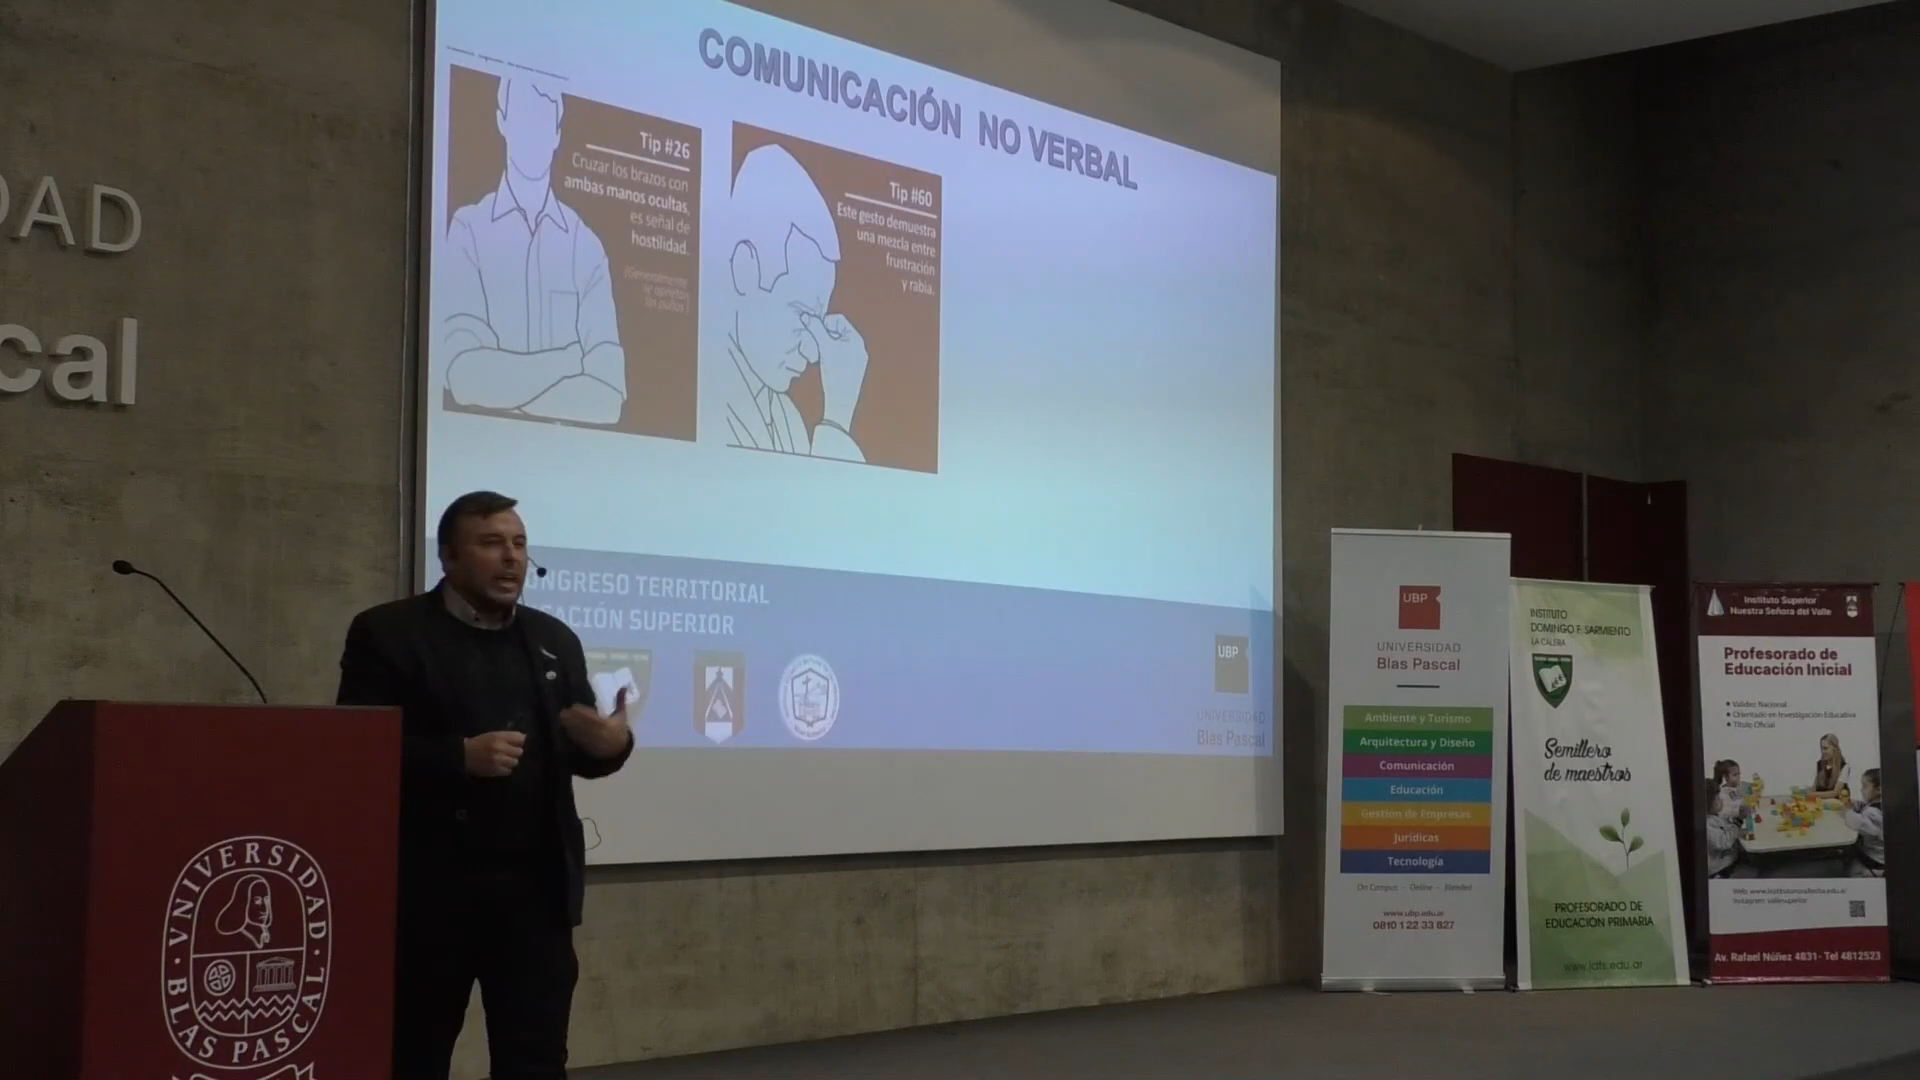 DAD
cal
COMUNICACIÓN NO VERBAL
Tip #26
Cruzar los brazos con
ambas manos ocultas,
es señal de
hostilidad.
Tip #60
Este gesto demuestra
una mezcla entre
frustración
y rabia.
ONGRESO TERRITORIAL
CACIÓN SUPERIOR
UBP
UNIVERSIDAD
Blas Pascal
VNIVERSIDAD
BLAS PASCAL
UBP
UNIVERSIDAD
Blas Pascal
Ambiente y Turismo
Arquitectura y Diseño
Comunicación
Educación
Gestión de Empresas
Jurídicas
Tecnología
On Campus - Online - Blended
www.ubp.edu.ar
0810 1 22 33 827
INSTITUTO
DOMINGO F. SARMIENTO
LA CALERA
Semillero
de maestros
PROFESORADO DE
EDUCACIÓN PRIMARIA
www.idfs.edu.ar
Instituto Superior
Nuestra Señora del Valle
Profesorado de
Educación Inicial
Validez Nacional
Orientado en Investigación Educativa
Título Oficial
Av. Rafael Núñez 4831- Tel 4812523